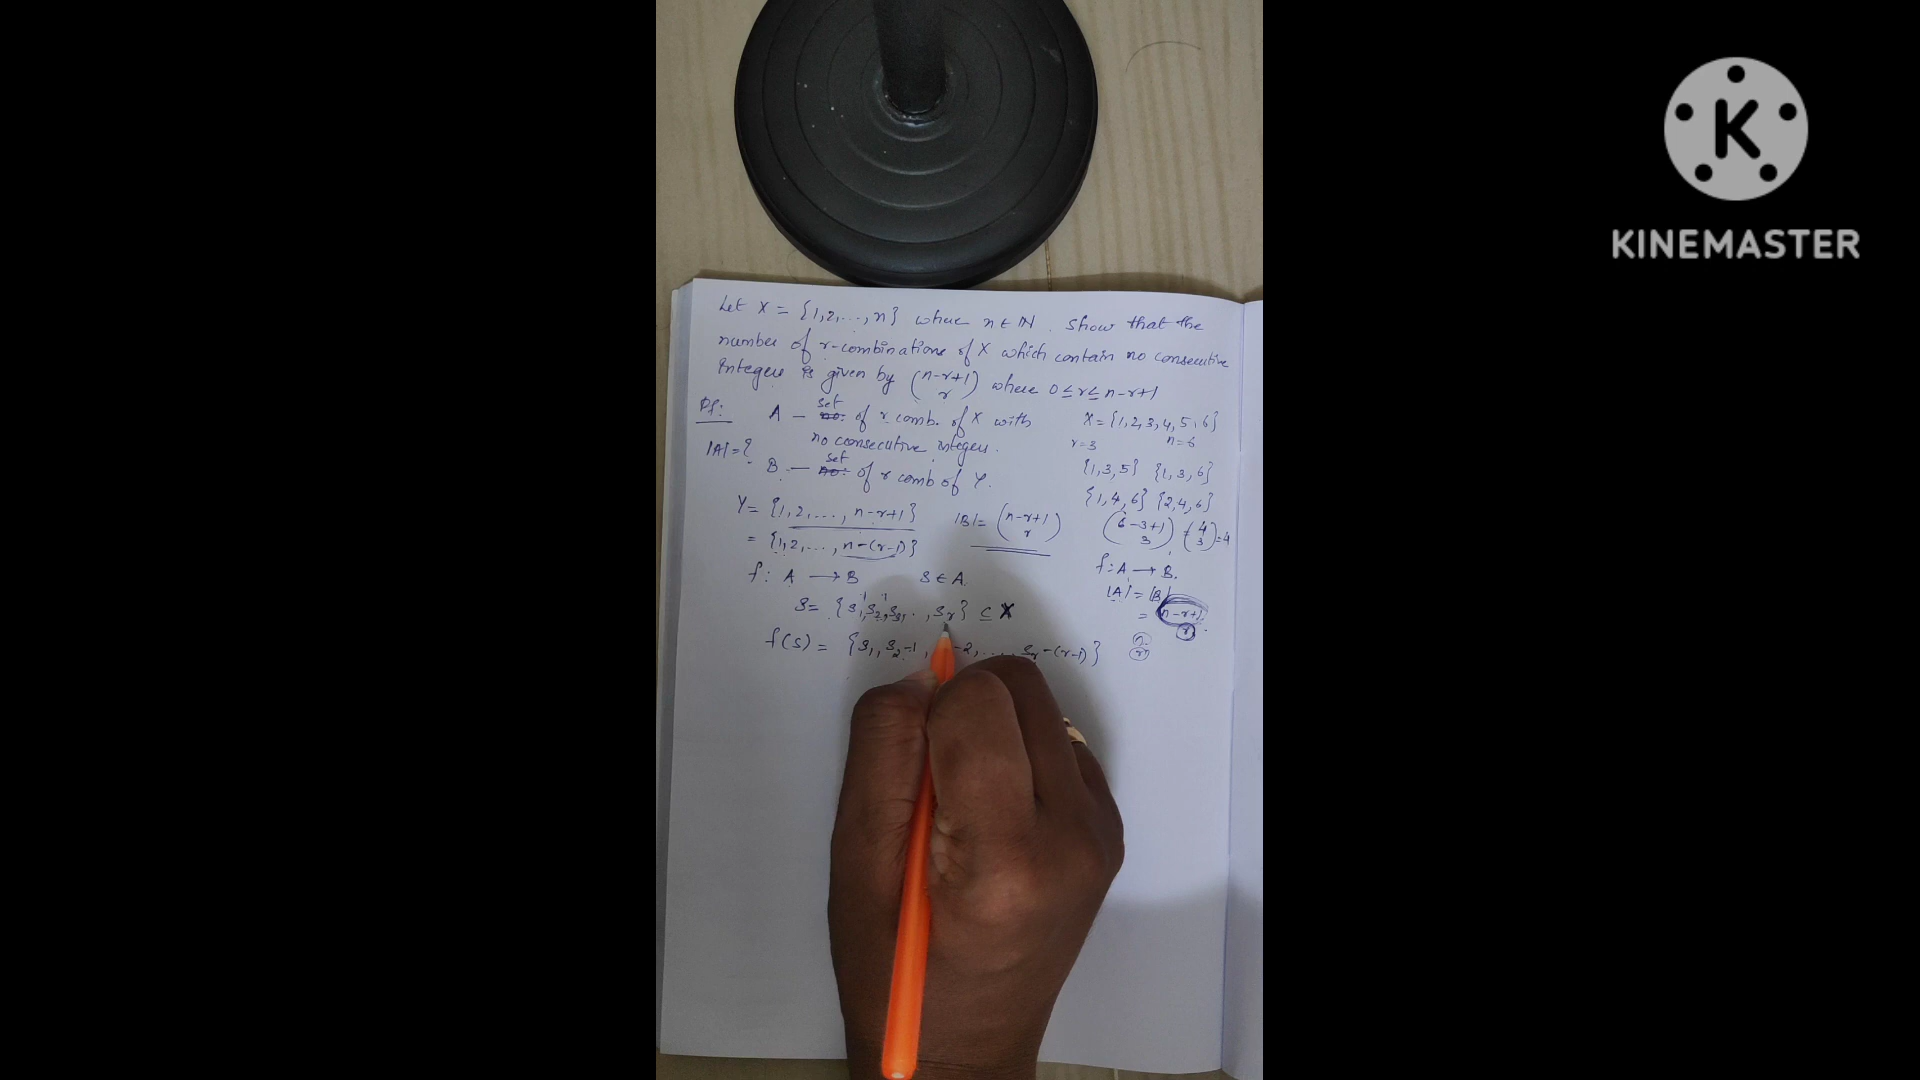 Let X = {1,2,...,n} where n ∈ N. Show that the
number of r-combinations of X which contain no consecutive
integers is given by (n-r+1 r) where 0 ≤ r ≤ n-r+1
Pf:
A — set of r comb. of X with
no consecutive integers.
|A| = ?
B — set of r comb of Y.
Y = {1,2,..., n-r+1}
|B| = (n-r+1 r)
= {1,2,..., n-(r-1)}
f: A → B
s ∈ A
S = {s1,s2,s3,..,sr} ⊆ X
f(s) = {s1, s2-1, -2,..., sr-(r-1)}
X = {1,2,3,4,5,6}
r=3 n=6
{1,3,5} {1,3,6}
{1,4,6} {2,4,6}
(6-3+1 3) = (4 3) = 4
f: A → B.
|A| = |B|
= n-r+1 r
n
r
K
KINEMASTER